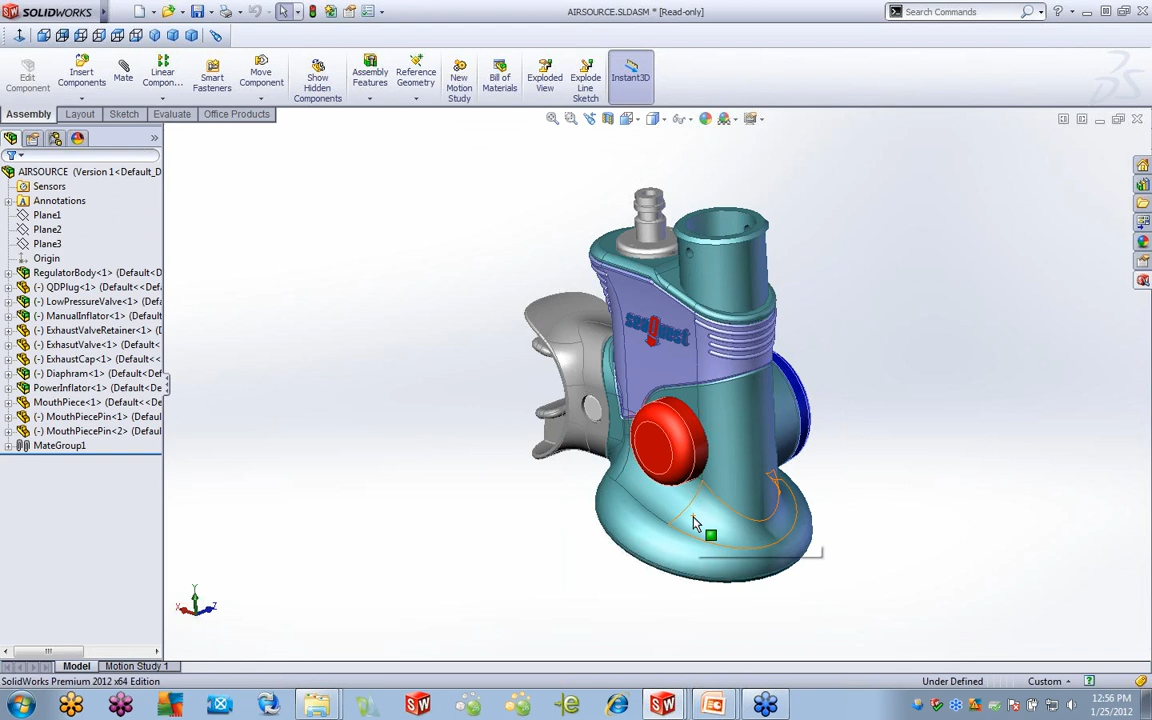 SOLIDWORKS
AIRSOURCE.SLDASM * [Read-only]
Search Commands
Edit Component
Insert Components
Mate
Linear Compon...
Smart Fasteners
Move Component
Show Hidden Components
Assembly Features
Reference Geometry
New Motion Study
Bill of Materials
Exploded View
Explode Line Sketch
Instant3D
Assembly
Layout
Sketch
Evaluate
Office Products
AIRSOURCE (Version 1<Default_D
Sensors
Annotations
Plane1
Plane2
Plane3
Origin
RegulatorBody<1> (Default<D
(-) QDPlug<1> (Default<<De
(-) LowPressureValve<1> (De
(-) ManualInflator<1> (Defau
(-) ExhaustValveRetainer<1> (
(-) ExhasutValve<1> (Default
(-) ExhaustCap<1> (Default<<
(-) Diaphram<1> (Default<Def
PowerInflator<1> (Default<De
MouthPiece<1> (Default<Defa
(-) MouthPiecePin<1> (Defaul
(-) MouthPiecePin<2> (Defaul
MateGroup1
seaQuest
Y
X
Z
Model
Motion Study 1
SolidWorks Premium 2012 x64 Edition
Under Defined
Custom
12:56 PM
1/25/2012